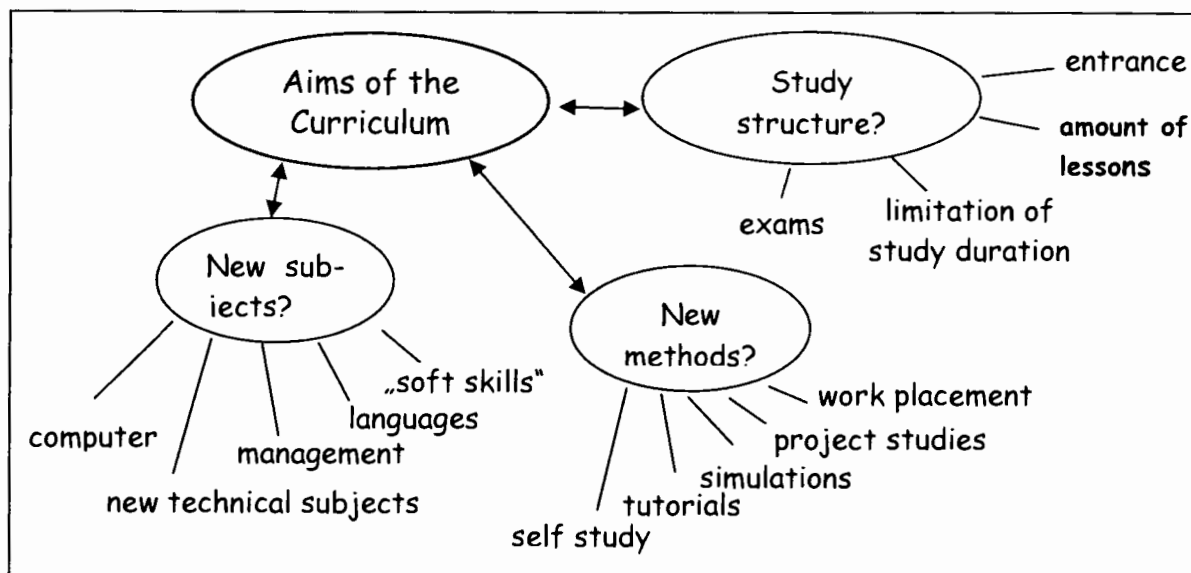 Aims of the
Curriculum
Study
structure?
entrance
amount of
lessons
limitation of
study duration
exams
New sub-
iects?
„soft skills“
languages
management
computer
new technical subjects
New
methods?
work placement
project studies
simulations
tutorials
self study